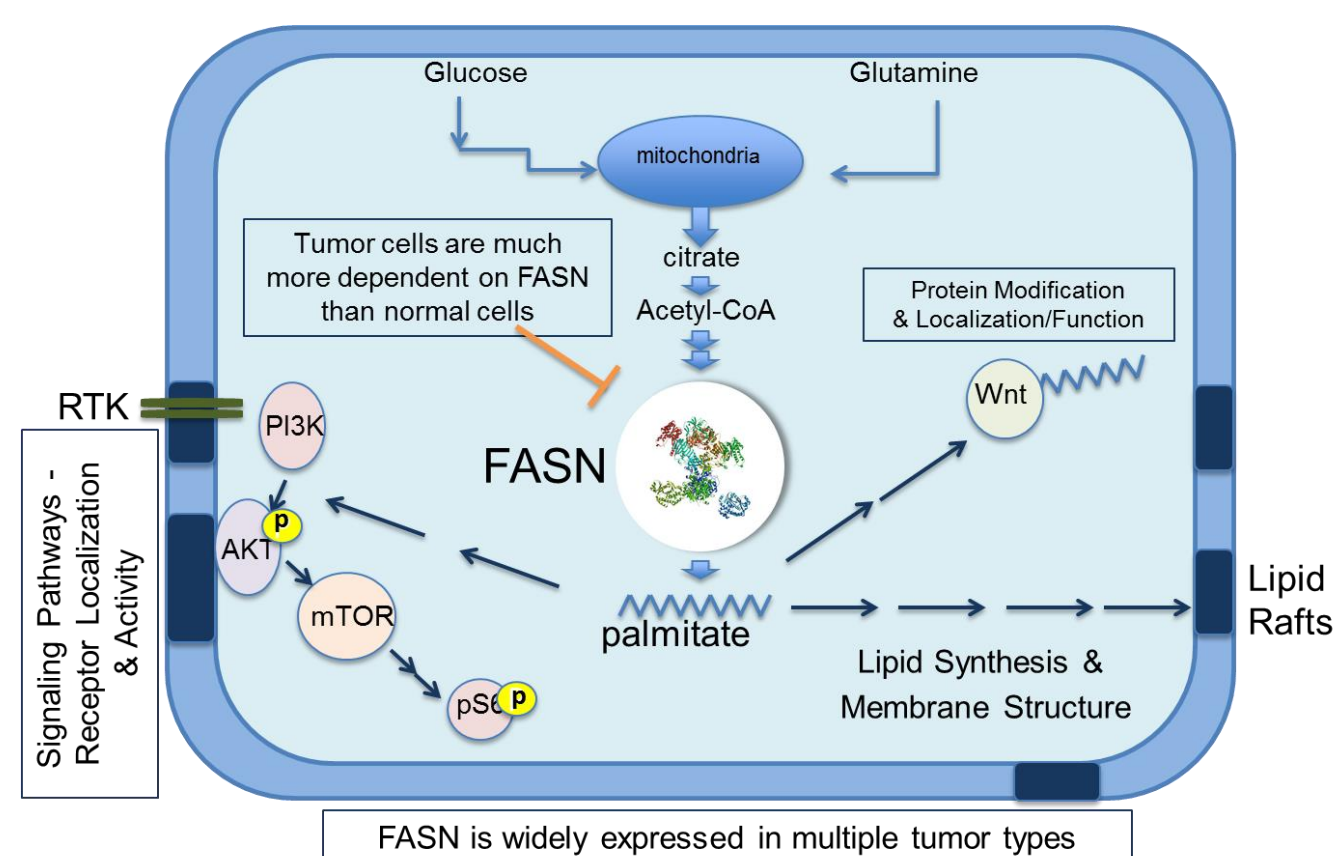 Glucose
Glutamine
mitochondria
Tumor cells are much
more dependent on FASN
than normal cells
citrate
Acetyl-CoA
Protein Modification
& Localization/Function
Wnt
RTK
PI3K
FASN
Signaling Pathways -
Receptor Localization
& Activity
p
AKT
mTOR
palmitate
pS6
p
Lipid
Rafts
Lipid Synthesis &
Membrane Structure
FASN is widely expressed in multiple tumor types